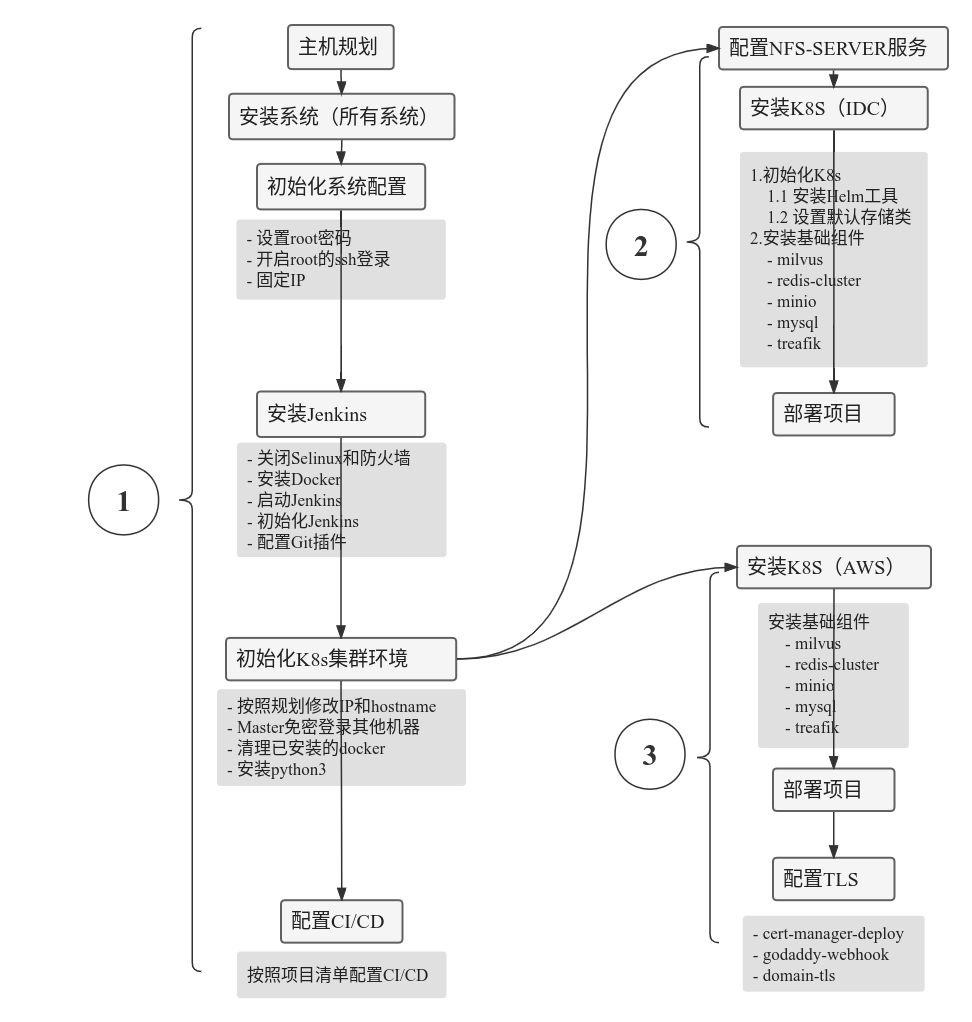 主机规划
安装系统（所有系统）
初始化系统配置
- 设置root密码
- 开启root的ssh登录
- 固定IP
安装Jenkins
- 关闭Selinux和防火墙
- 安装Docker
- 启动Jenkins
- 初始化Jenkins
- 配置Git插件
1
初始化K8s集群环境
- 按照规划修改IP和hostname
- Master免密登录其他机器
- 清理已安装的docker
- 安装python3
配置CI/CD
按照项目清单配置CI/CD
配置NFS-SERVER服务
安装K8S（IDC）
1.初始化K8s
1.1 安装Helm工具
1.2 设置默认存储类
2.安装基础组件
- milvus
- redis-cluster
- minio
- mysql
- treafik
2
部署项目
安装K8S（AWS）
安装基础组件
- milvus
- redis-cluster
- minio
- mysql
- treafik
3
部署项目
配置TLS
- cert-manager-deploy
- godaddy-webhook
- domain-tls